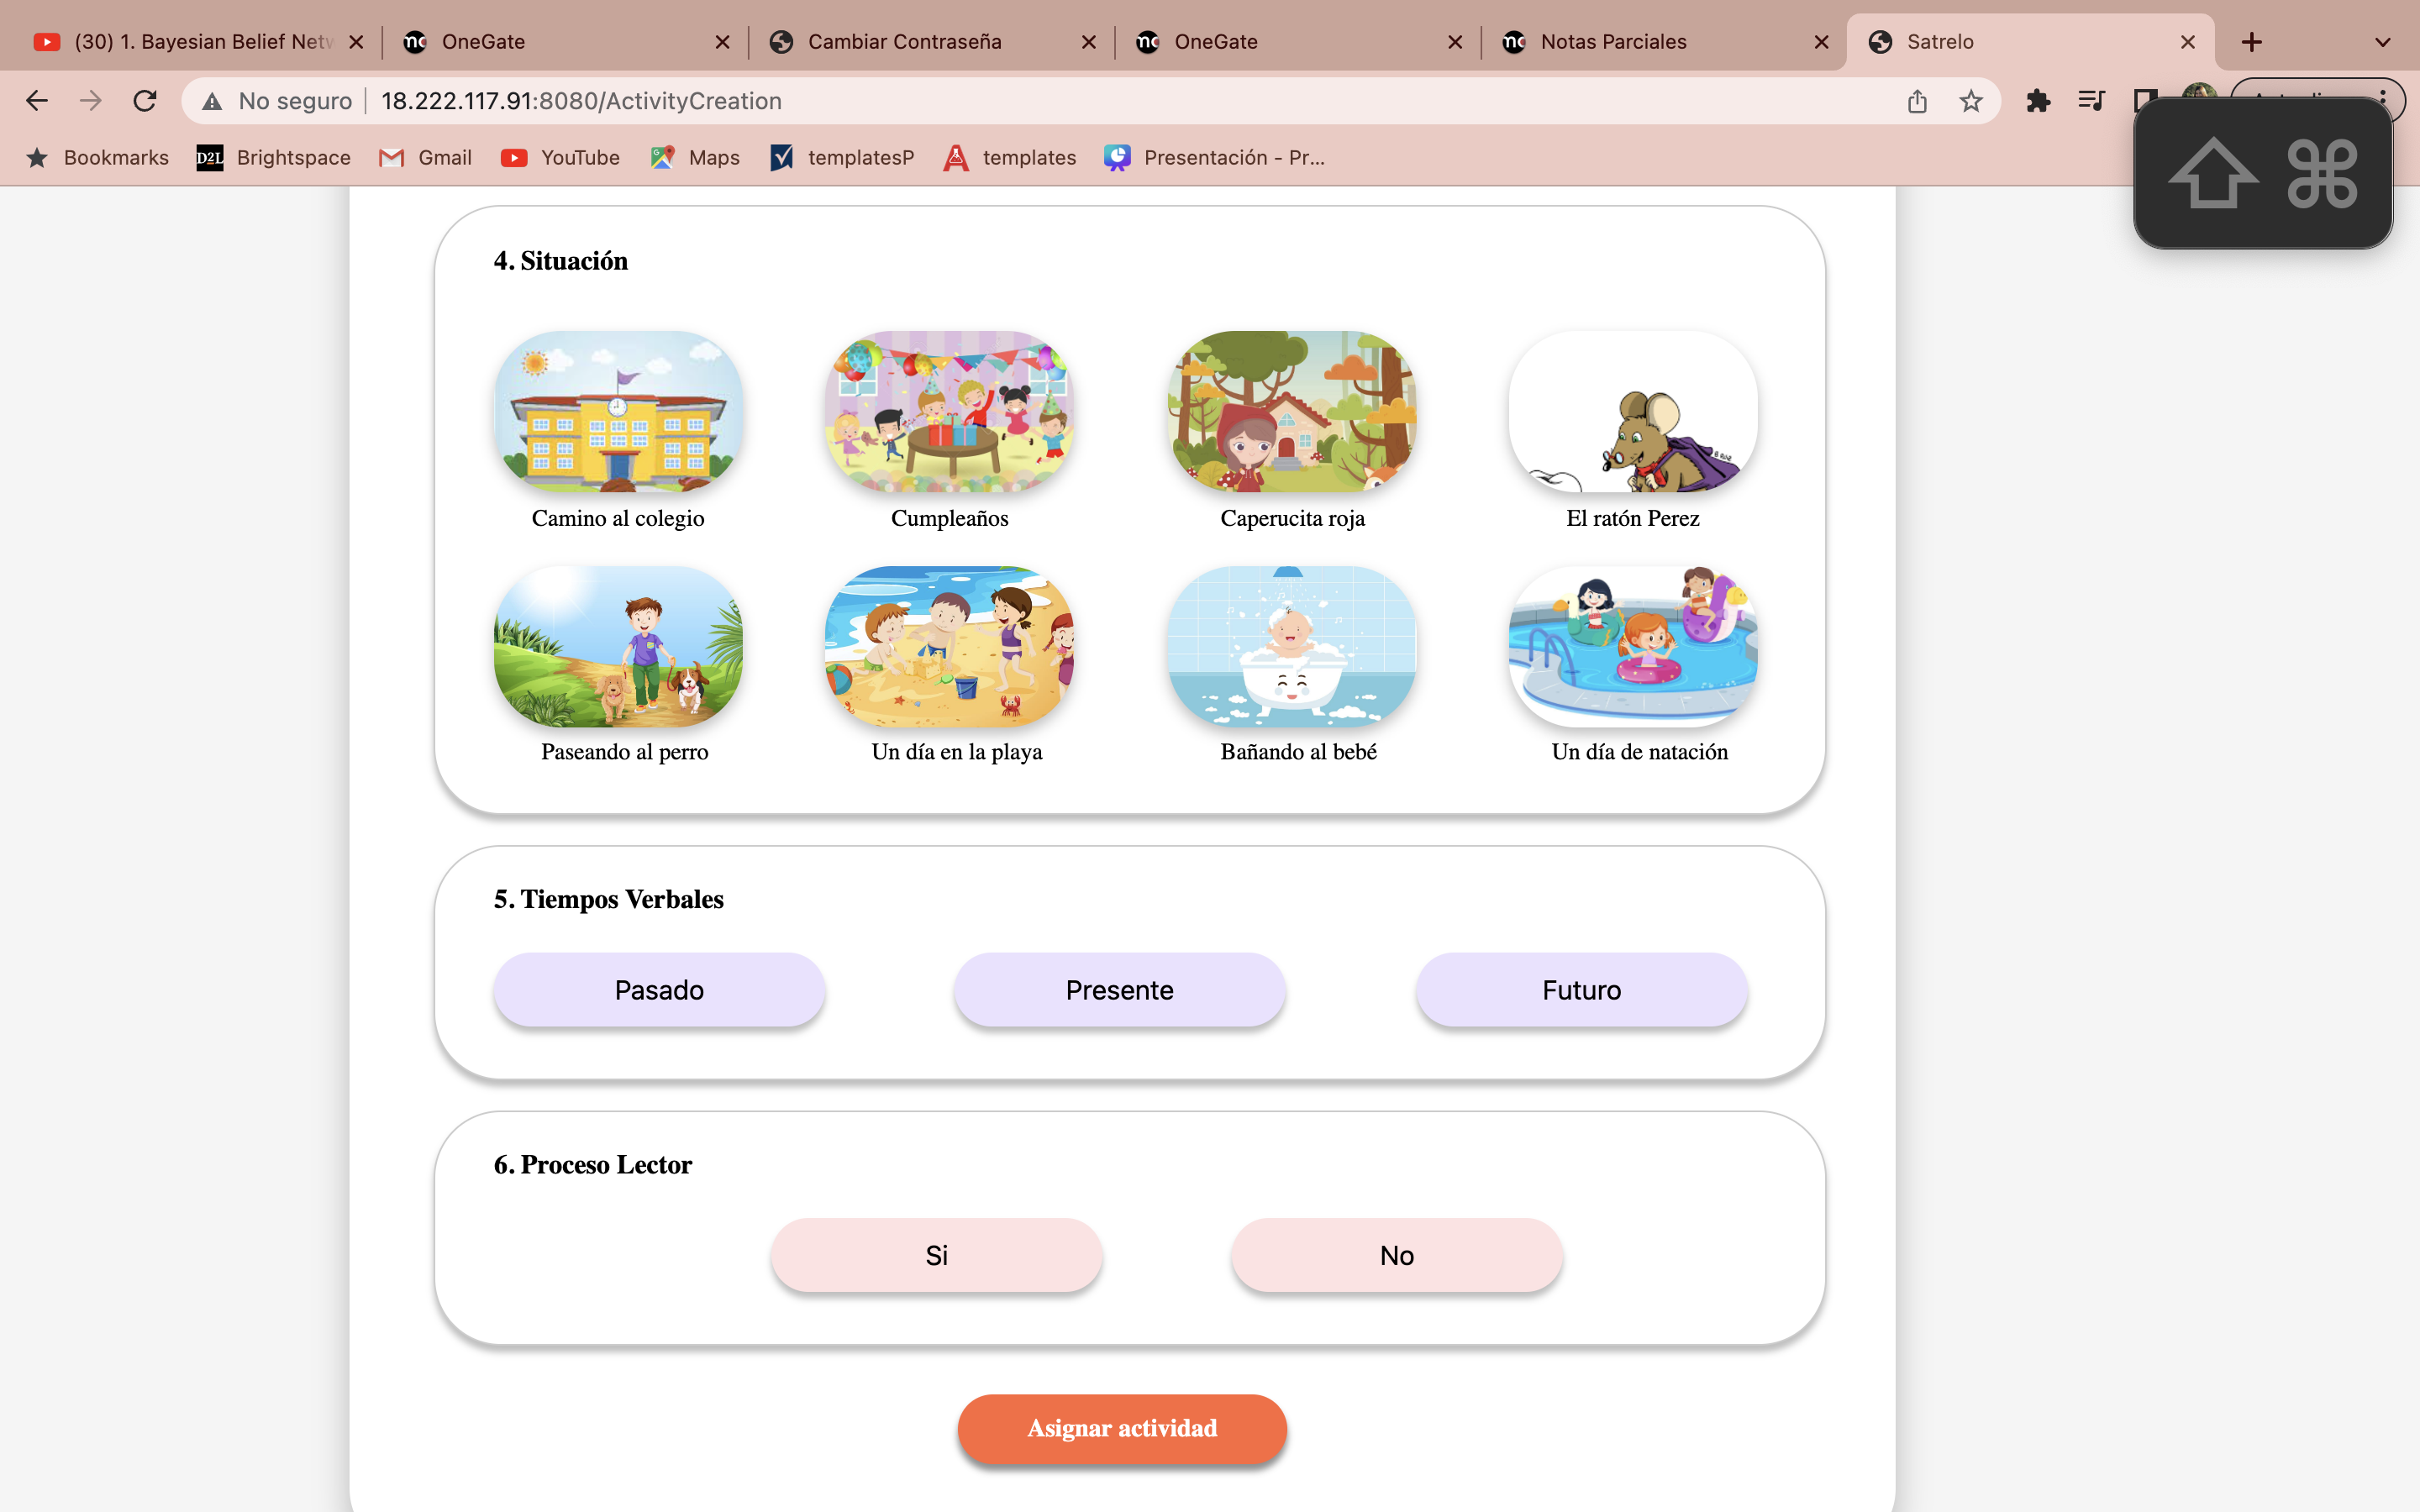 (30) 1. Bayesian Belief Netw
OneGate
Cambiar Contraseña
OneGate
Notas Parciales
Satrelo
No seguro
18.222.117.91:8080/ActivityCreation
Bookmarks
D2L
Brightspace
Gmail
YouTube
Maps
templatesP
templates
Presentación - Pr...
4. Situación
Camino al colegio
Cumpleaños
Caperucita roja
El ratón Perez
Paseando al perro
Un día en la playa
Bañando al bebé
Un día de natación
5. Tiempos Verbales
Pasado
Presente
Futuro
6. Proceso Lector
Si
No
Asignar actividad